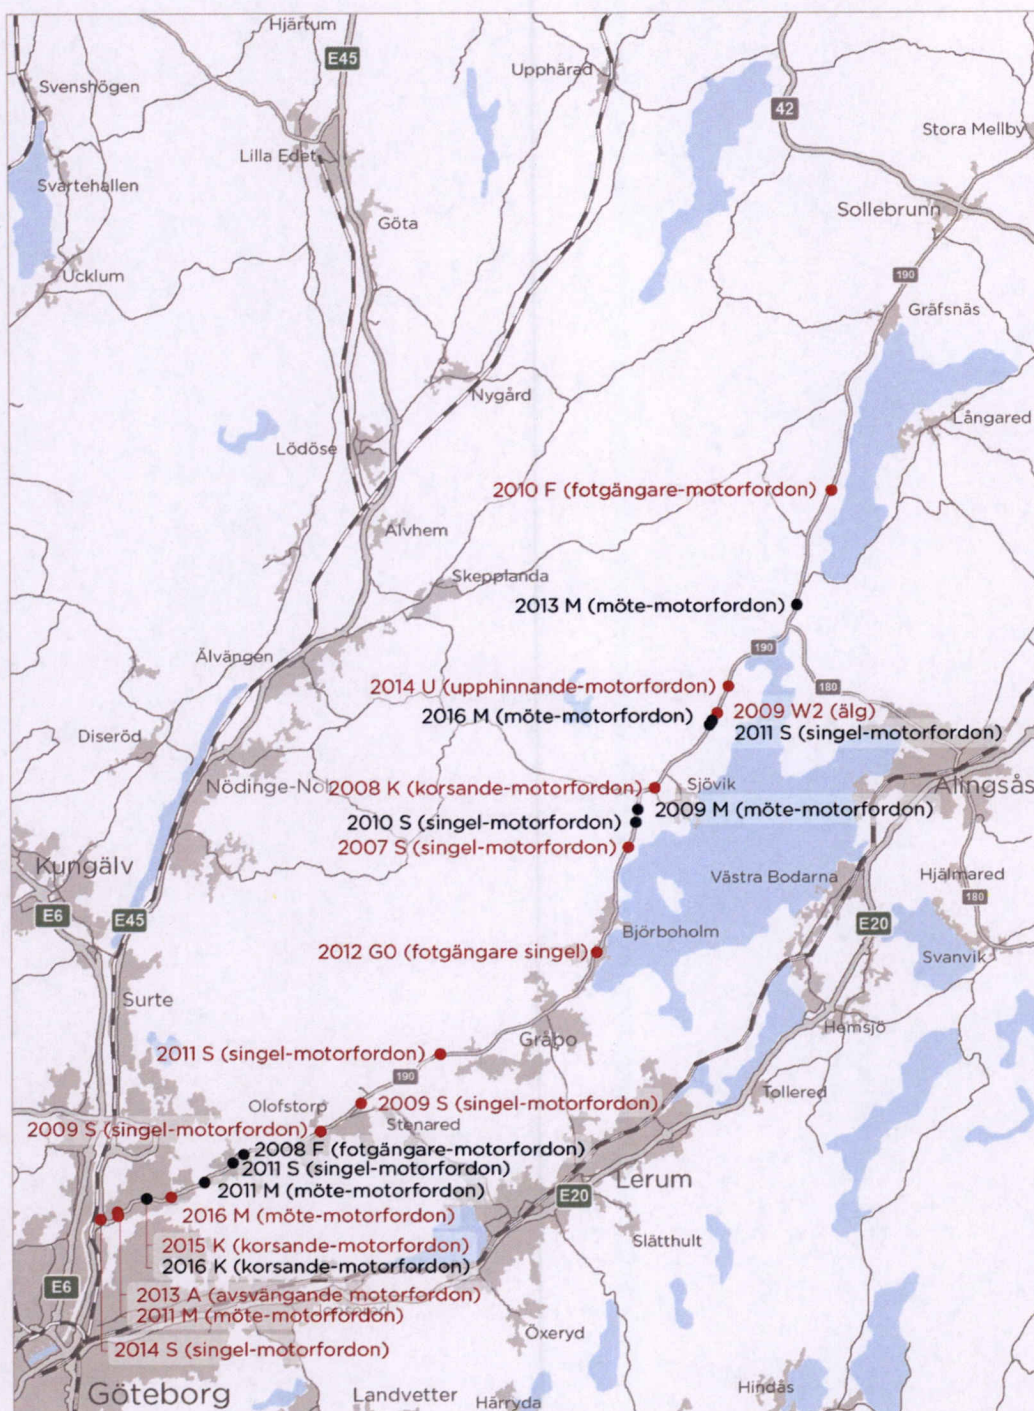 Hjärtum
E45
Upphärad
Svenshögen
42
Stora Mellby
Lilla Edet
Svartehallen
Sollebrunn
Göta
Ucklum
190
Gräfsnäs
Nygård
Långared
Lödöse
2010 F (fotgängare-motorfordon)
Alvhem
Skepplanda
2013 M (möte-motorfordon)
190
Älvängen
2014 U (upphinnande-motorfordon)
180
2009 W2 (älg)
2016 M (möte-motorfordon)
2011 S (singel-motorfordon)
Diseröd
Nödinge-Nol
2008 K (korsande-motorfordon)
Sjövik
Alingsås
2009 M (möte-motorfordon)
2010 S (singel-motorfordon)
2007 S (singel-motorfordon)
Kungälv
Västra Bodarna
Hjälmared
180
E6
E45
E20
Björboholm
2012 G0 (fotgängare singel)
Svanvik
Surte
Hemsjö
Gråbo
2011 S (singel-motorfordon)
190
Tollered
Olofstorp
2009 S (singel-motorfordon)
Stenared
2009 S (singel-motorfordon)
2008 F (fotgängare-motorfordon)
2011 S (singel-motorfordon)
Lerum
2011 M (möte-motorfordon)
E20
2016 M (möte-motorfordon)
Slätthult
2015 K (korsande-motorfordon)
2016 K (korsande-motorfordon)
E6
2013 A (avsvängande motorfordon)
2011 M (möte-motorfordon)
Öxeryd
2014 S (singel-motorfordon)
Göteborg
Landvetter
Härryda
Hindås